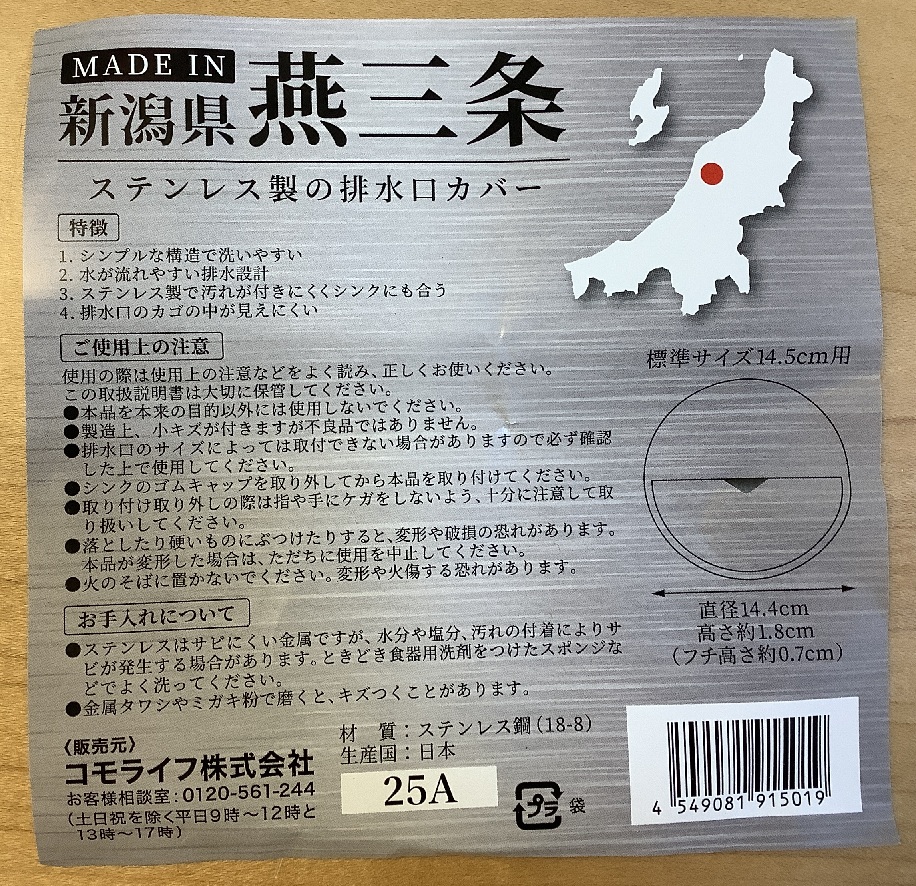 MADE IN
新潟県 燕三条
ステンレス製の排水口カバー
特徴
1. シンプルな構造で洗いやすい
2. 水が流れやすい排水設計
3. ステンレス製で汚れが付きにくくシンクにも合う
4. 排水口のカゴの中が見えにくい
ご使用上の注意
使用の際は使用上の注意などをよく読み、正しくお使いください。
この取扱説明書は大切に保管してください。
●本品を本来の目的以外には使用しないでください。
●製造上、小キズが付きますが不良品ではありません。
●排水口のサイズによっては取付できない場合がありますので必ず確認
した上で使用してください。
●シンクのゴムキャップを取り外してから本品を取り付けてください。
●取り付け取り外しの際は指や手にケガをしないよう、十分に注意して取
り扱いしてください。
●落としたり硬いものにぶつけたりすると、変形や破損の恐れがあります。
本品が変形した場合は、ただちに使用を中止してください。
●火のそばに置かないでください。変形や火傷する恐れがあります。
お手入れについて
●ステンレスはサビにくい金属ですが、水分や塩分、汚れの付着によりサ
ビが発生する場合があります。ときどき食器用洗剤をつけたスポンジな
どでよく洗ってください。
●金属タワシやミガキ粉で磨くと、キズつくことがあります。
標準サイズ14.5cm用
直径14.4cm
高さ約1.8cm
(フチ高さ約0.7cm)
〈販売元〉
コモライフ株式会社
お客様相談室:0120-561-244
(土日祝を除く平日9時〜12時と
13時〜17時)
材 質:ステンレス鋼(18-8)
生産国:日本
25A
プラ 袋
4 549081 915019